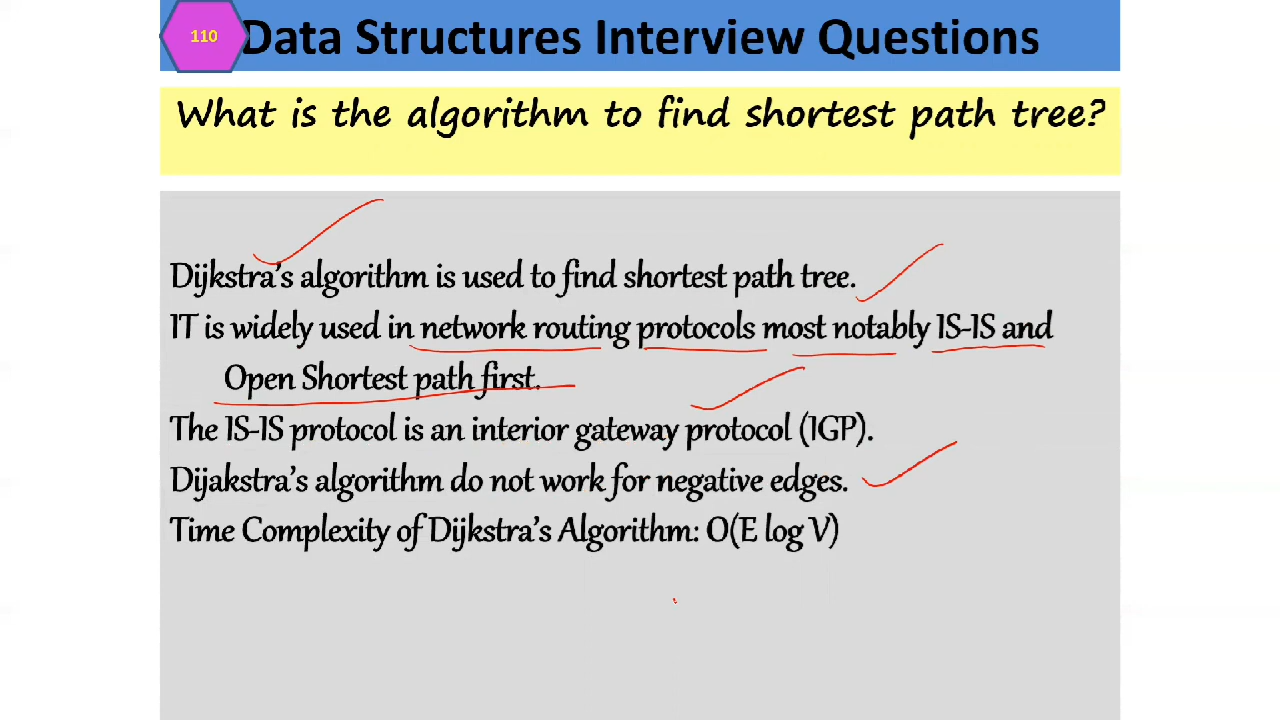 110
Data Structures Interview Questions
What is the algorithm to find shortest path tree?
Dijkstra's algorithm is used to find shortest path tree.
IT is widely used in network routing protocols most notably IS-IS and
Open Shortest path first.
The IS-IS protocol is an interior gateway protocol (IGP).
Dijakstra's algorithm do not work for negative edges.
Time Complexity of Dijkstra's Algorithm: O(E log V)